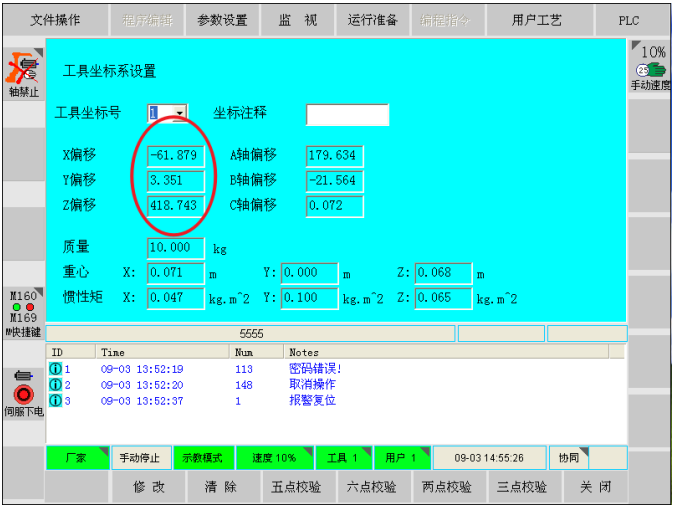 文件操作 程序编辑 参数设置 监 视 运行准备 编程指令 用户工艺 PLC
轴禁止
10%
25
手动速度
工具坐标系设置
工具坐标号 1 坐标注释
X偏移 -61.879 A轴偏移 179.634
Y偏移 3.351 B轴偏移 -21.564
Z偏移 418.743 C轴偏移 0.072
质量 10.000 kg
重心 X: 0.071 m Y: 0.000 m Z: 0.068 m
惯性矩 X: 0.047 kg.m^2 Y: 0.100 kg.m^2 Z: 0.065 kg.m^2
M160
M169
M快捷键
5555
ID Time Num Notes
1 09-03 13:52:19 113 密码错误!
2 09-03 13:52:20 148 取消操作
3 09-03 13:52:37 1 报警复位
伺服下电
厂家 手动停止 示教模式 速度 10% 工具 1 用户 1 09-03 14:55:26 协同
修 改 清 除 五点校验 六点校验 两点校验 三点校验 关 闭